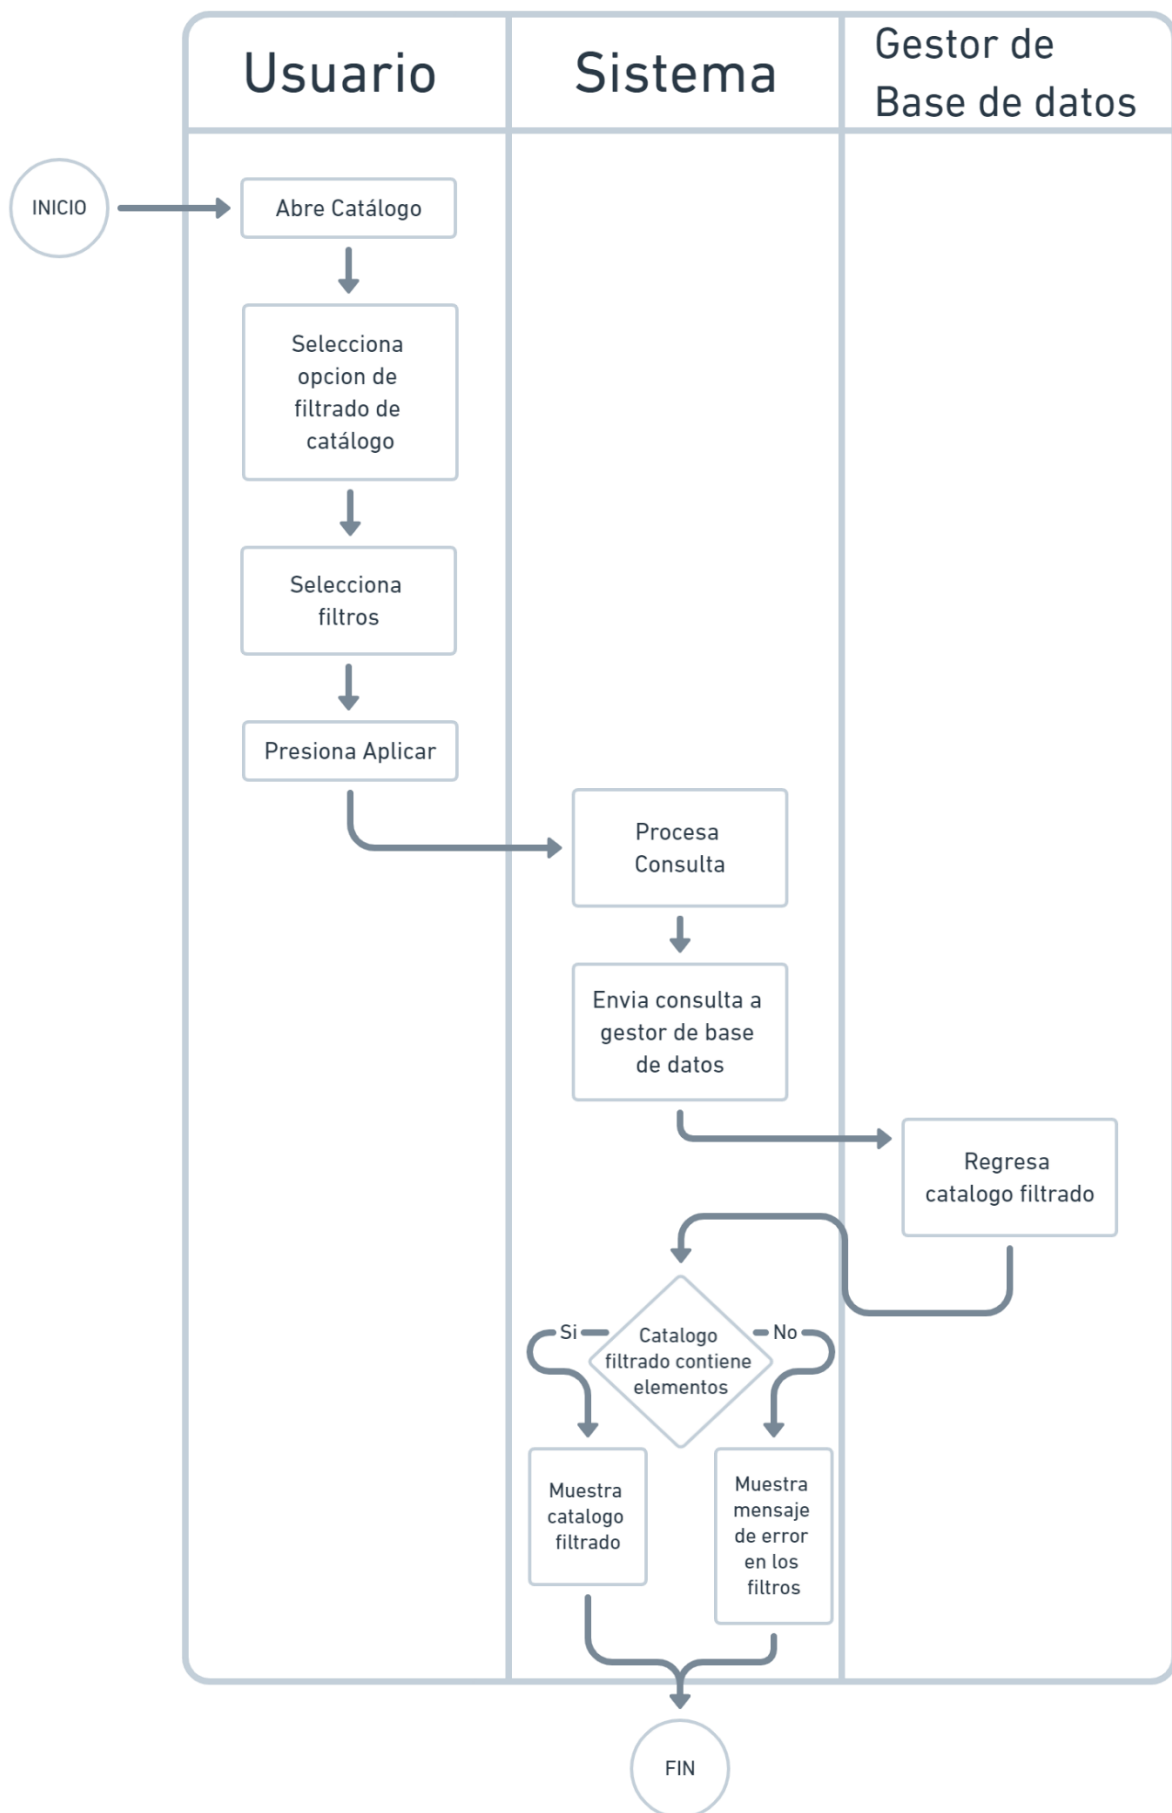 Usuario
Sistema
Gestor de
Base de datos
INICIO
Abre Catálogo
Selecciona
opcion de
filtrado de
catálogo
Selecciona
filtros
Presiona Aplicar
Procesa
Consulta
Envia consulta a
gestor de base
de datos
Regresa
catalogo filtrado
Si
No
Catalogo
filtrado contiene
elementos
Muestra
catalogo
filtrado
Muestra
mensaje
de error
en los
filtros
FIN